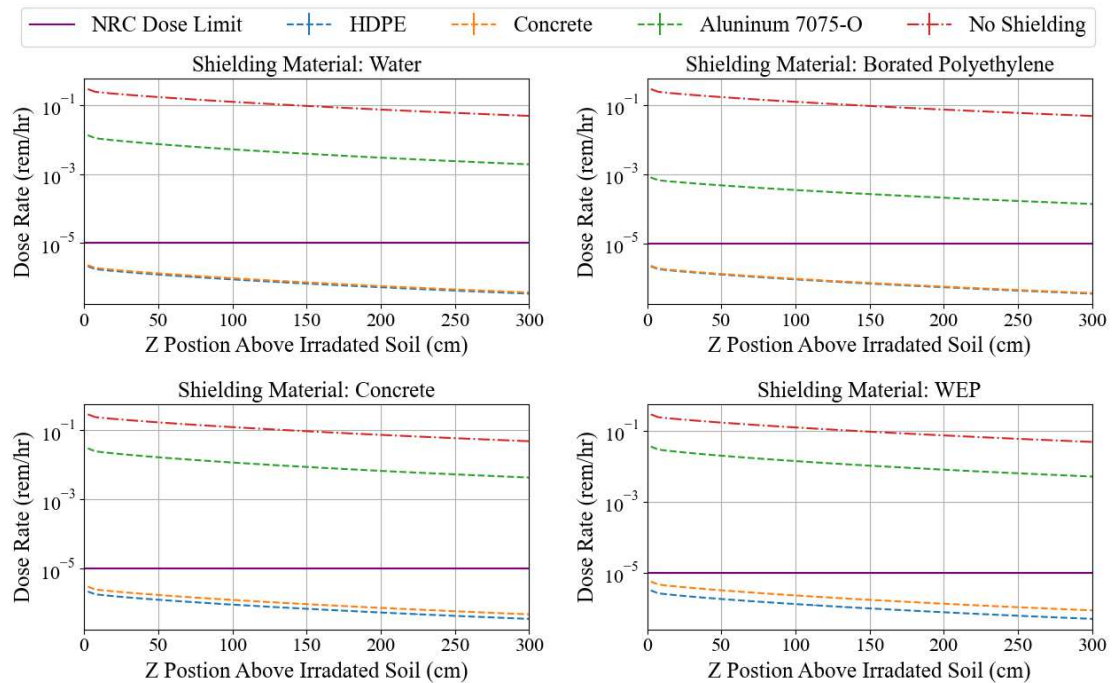 NRC Dose Limit HDPE Concrete Aluninum 7075-O No Shielding
Shielding Material: Water
Dose Rate (rem/hr)
10⁻¹
10⁻³
10⁻⁵
0 50 100 150 200 250 300
Z Postion Above Irradated Soil (cm)
Shielding Material: Borated Polyethylene
Dose Rate (rem/hr)
10⁻¹
10⁻³
10⁻⁵
0 50 100 150 200 250 300
Z Postion Above Irradated Soil (cm)
Shielding Material: Concrete
Dose Rate (rem/hr)
10⁻¹
10⁻³
10⁻⁵
0 50 100 150 200 250 300
Z Postion Above Irradated Soil (cm)
Shielding Material: WEP
Dose Rate (rem/hr)
10⁻¹
10⁻³
10⁻⁵
0 50 100 150 200 250 300
Z Postion Above Irradated Soil (cm)